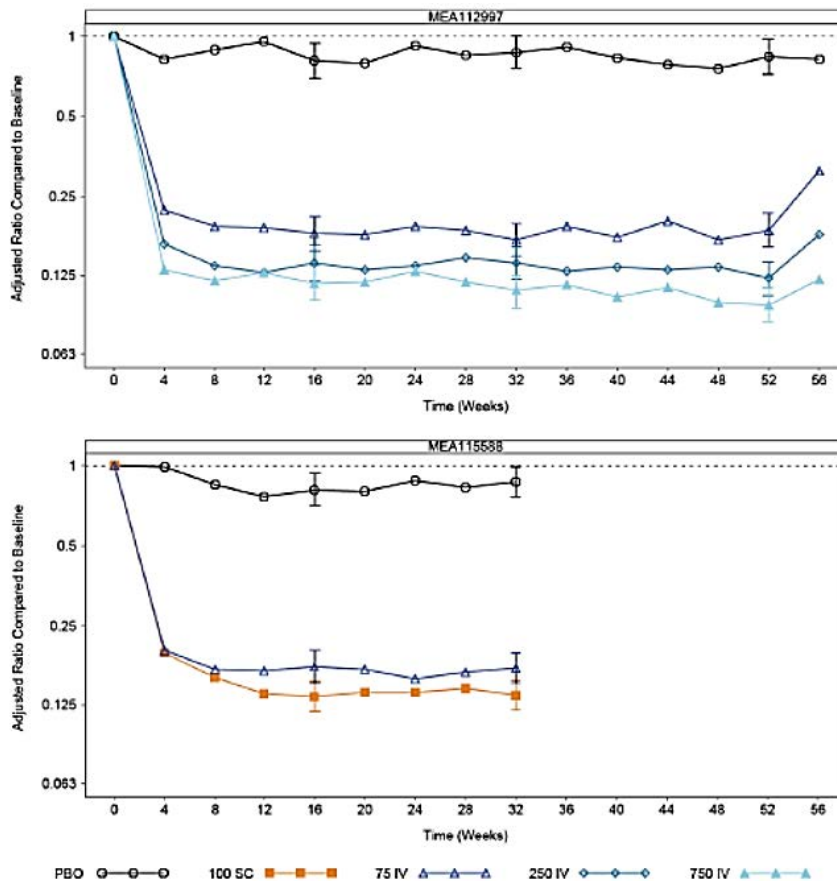 MEA112997
Adjusted Ratio Compared to Baseline
1
0.5
0.25
0.125
0.063
0 4 8 12 16 20 24 28 32 36 40 44 48 52 56
Time (Weeks)
MEA115588
Adjusted Ratio Compared to Baseline
1
0.5
0.25
0.125
0.063
0 4 8 12 16 20 24 28 32 36 40 44 48 52 56
Time (Weeks)
PBO 100 SC 75 IV 250 IV 750 IV